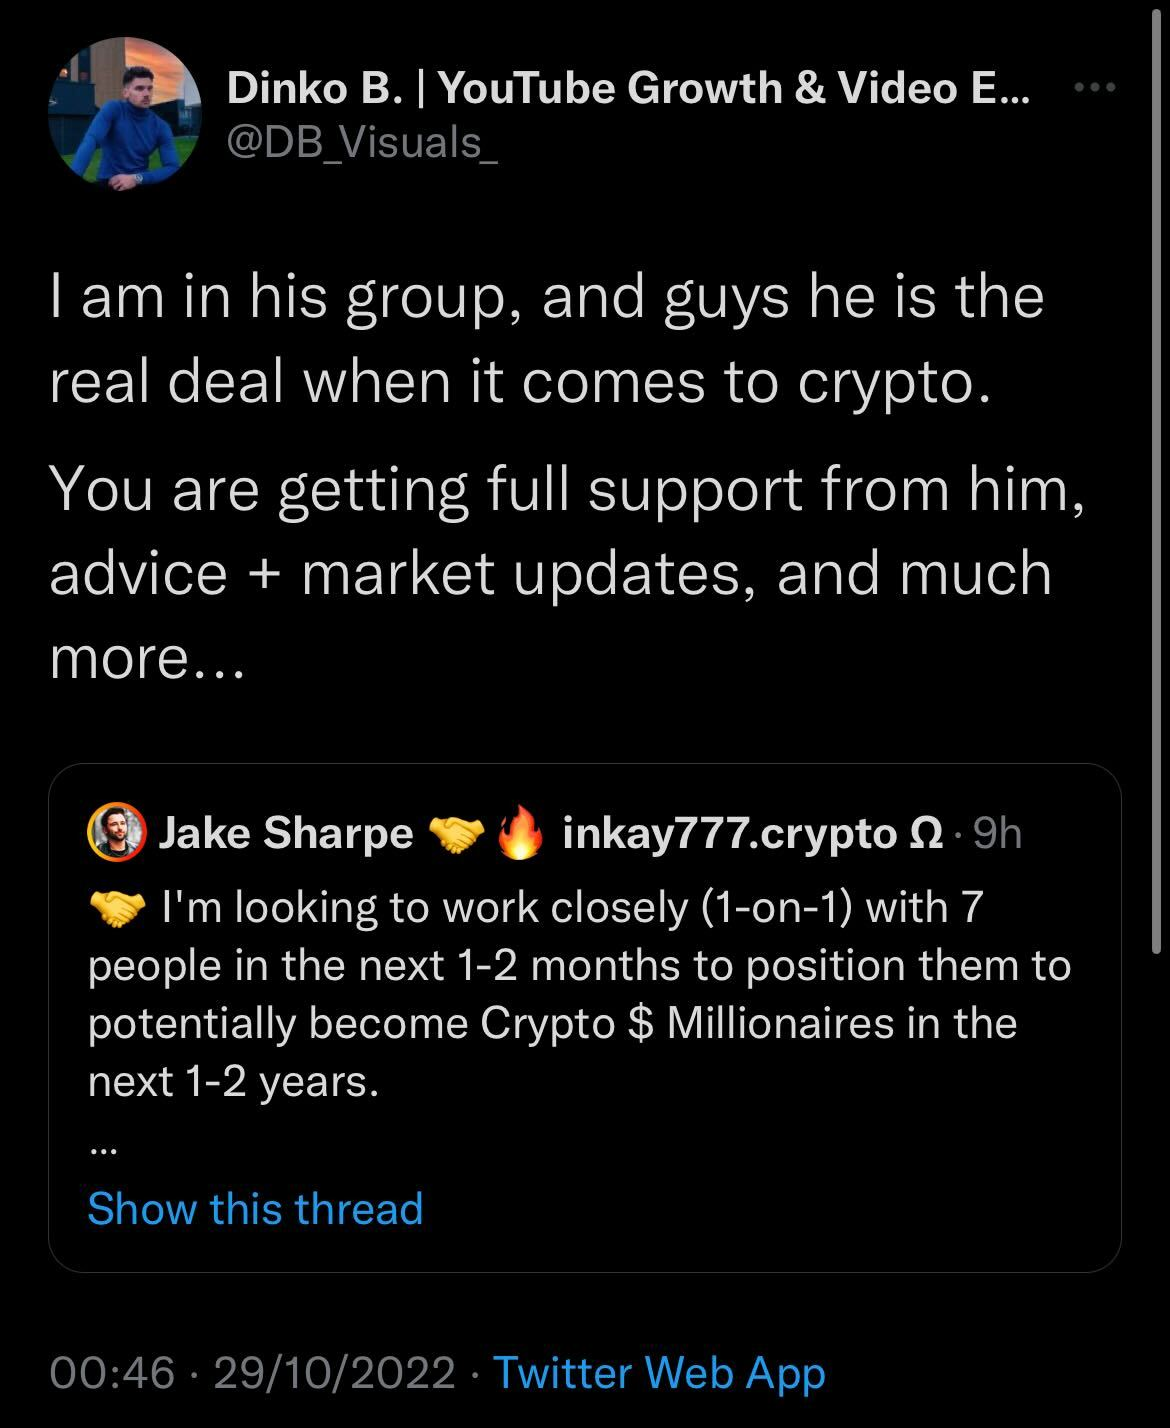 Dinko B. | YouTube Growth & Video E...
@DB_Visuals_
I am in his group, and guys he is the
real deal when it comes to crypto.
You are getting full support from him,
advice + market updates, and much
more...
Jake Sharpe 🤝🔥 inkay777.crypto Ω · 9h
🤝 I'm looking to work closely (1-on-1) with 7
people in the next 1-2 months to position them to
potentially become Crypto $ Millionaires in the
next 1-2 years.
...
Show this thread
00:46 · 29/10/2022 · Twitter Web App